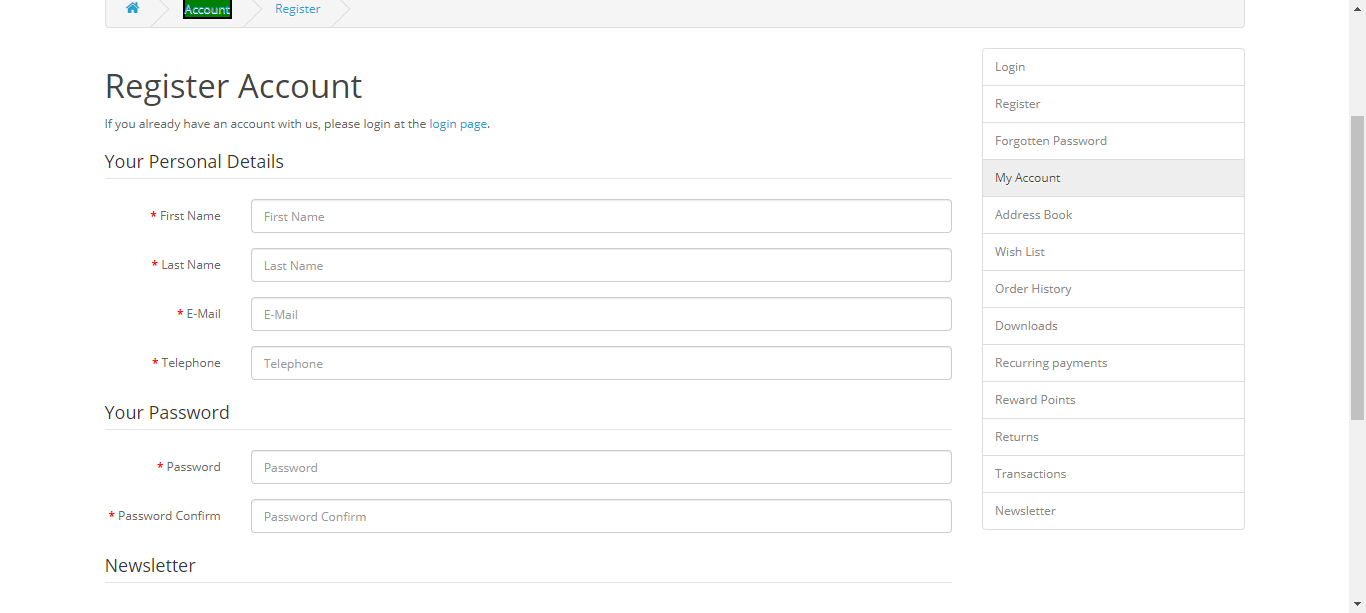 Account
Register
Register Account
If you already have an account with us, please login at the login page.
Your Personal Details
* First Name
First Name
* Last Name
Last Name
* E-Mail
E-Mail
* Telephone
Telephone
Your Password
* Password
Password
* Password Confirm
Password Confirm
Newsletter
Login
Register
Forgotten Password
My Account
Address Book
Wish List
Order History
Downloads
Recurring payments
Reward Points
Returns
Transactions
Newsletter